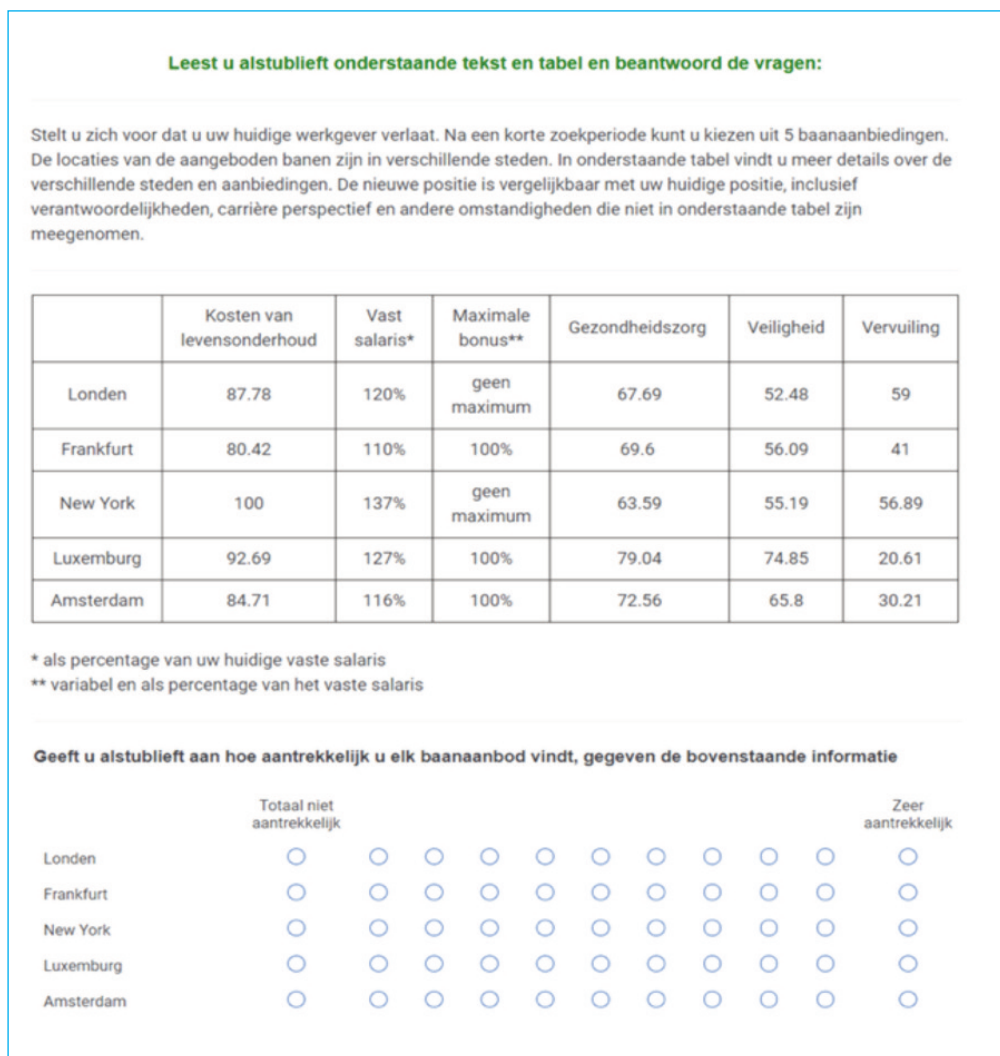 Leest u alstublieft onderstaande tekst en tabel en beantwoord de vragen:
Stelt u zich voor dat u uw huidige werkgever verlaat. Na een korte zoekperiode kunt u kiezen uit 5 baanaanbiedingen.
De locaties van de aangeboden banen zijn in verschillende steden. In onderstaande tabel vindt u meer details over de
verschillende steden en aanbiedingen. De nieuwe positie is vergelijkbaar met uw huidige positie, inclusief
verantwoordelijkheden, carrière perspectief en andere omstandigheden die niet in onderstaande tabel zijn
meegenomen.
Kosten van levensonderhoud Vast salaris* Maximale bonus** Gezondheidszorg Veiligheid Vervuiling
Londen 87.78 120% geen maximum 67.69 52.48 59
Frankfurt 80.42 110% 100% 69.6 56.09 41
New York 100 137% geen maximum 63.59 55.19 56.89
Luxemburg 92.69 127% 100% 79.04 74.85 20.61
Amsterdam 84.71 116% 100% 72.56 65.8 30.21
* als percentage van uw huidige vaste salaris
** variabel en als percentage van het vaste salaris
Geeft u alstublieft aan hoe aantrekkelijk u elk baanaanbod vindt, gegeven de bovenstaande informatie
Totaal niet aantrekkelijk Zeer aantrekkelijk
Londen
Frankfurt
New York
Luxemburg
Amsterdam